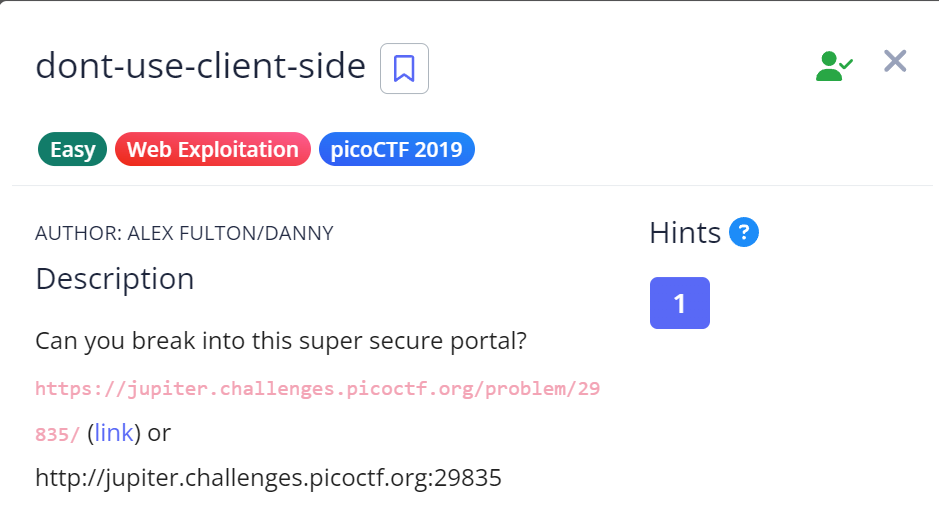 dont-use-client-side
Easy
Web Exploitation
picoCTF 2019
AUTHOR: ALEX FULTON/DANNY
Hints ?
Description
1
Can you break into this super secure portal?
https://jupiter.challenges.picoctf.org/problem/29
835/ (link) or
http://jupiter.challenges.picoctf.org:29835